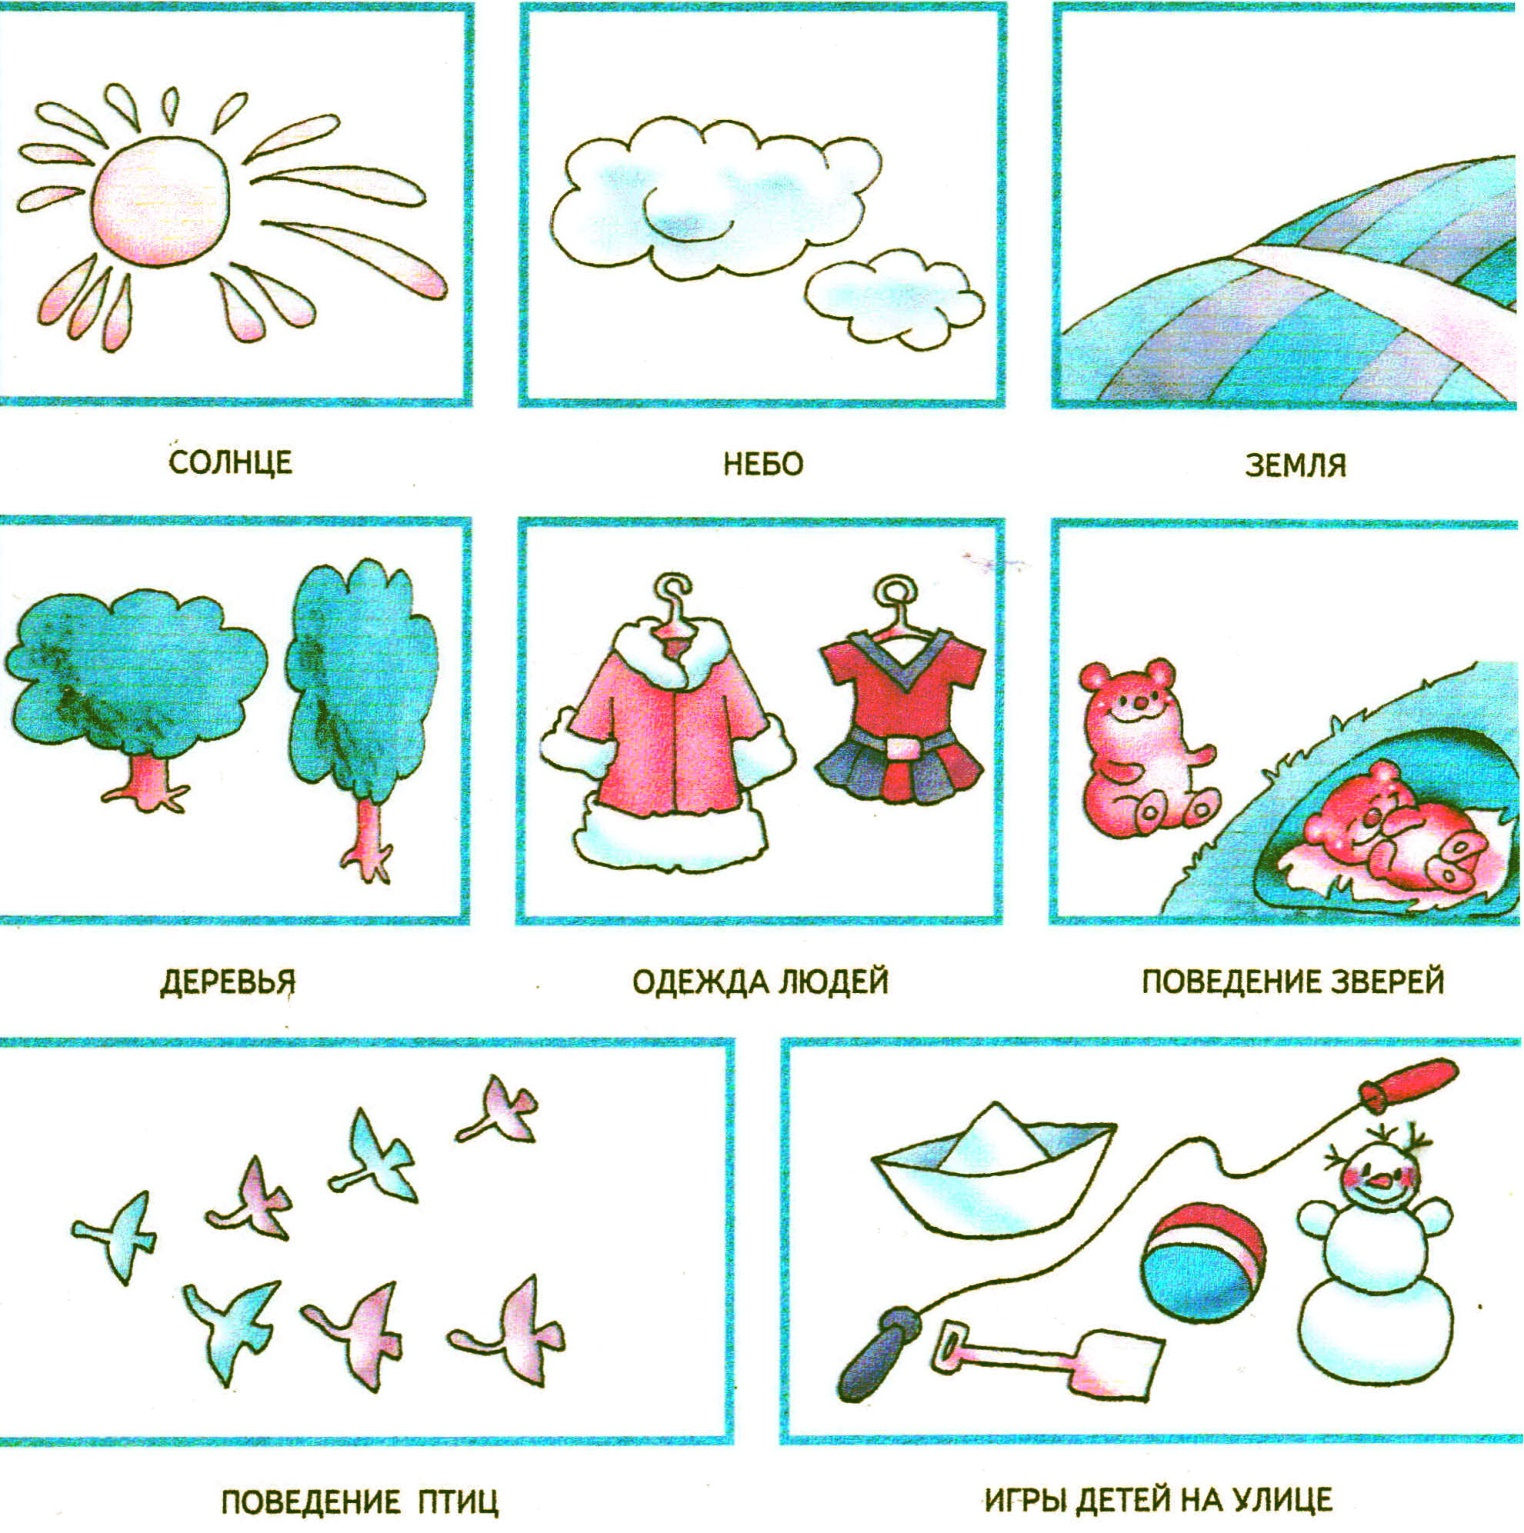 СОЛНЦЕ
НЕБО
ЗЕМЛЯ
ДЕРЕВЬЯ
ОДЕЖДА ЛЮДЕЙ
ПОВЕДЕНИЕ ЗВЕРЕЙ
ПОВЕДЕНИЕ ПТИЦ
ИГРЫ ДЕТЕЙ НА УЛИЦЕ